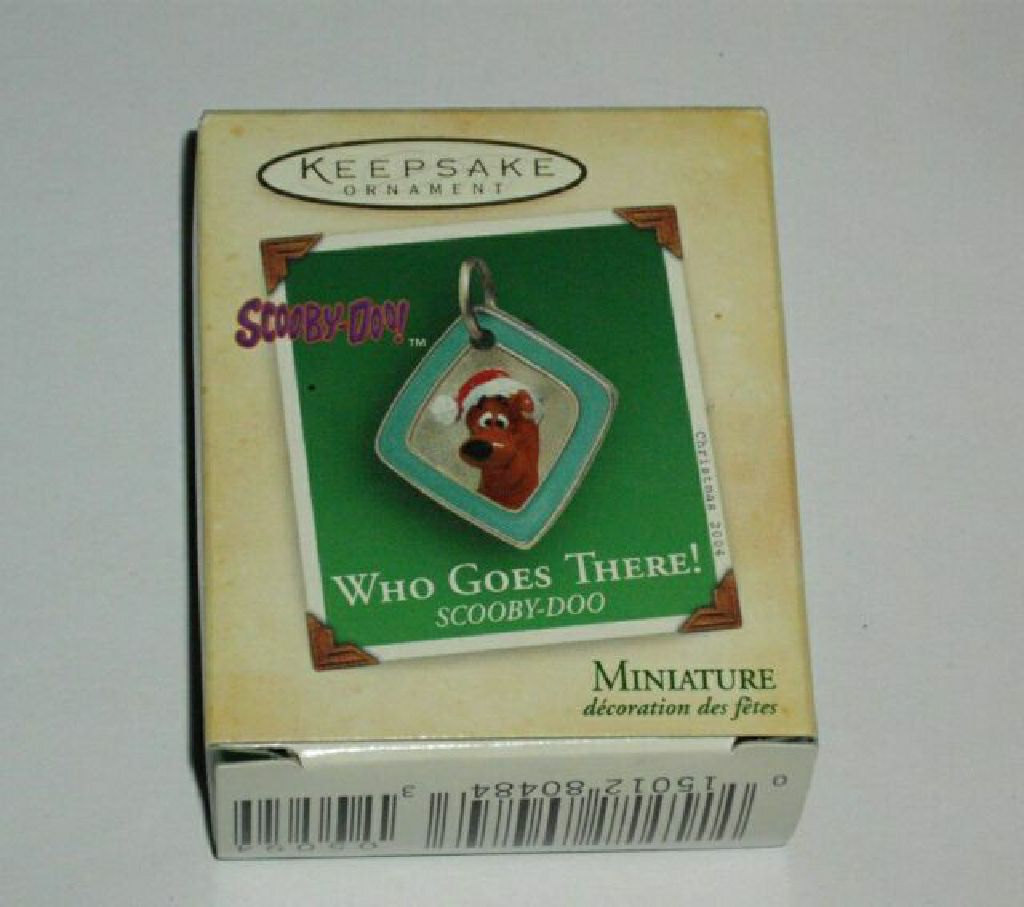 KEEPSAKE
ORNAMENT
SCOOBY-DOO!™
Christmas 2004
WHO GOES THERE!
SCOOBY-DOO
MINIATURE
décoration des fêtes
0 15012 80484 3